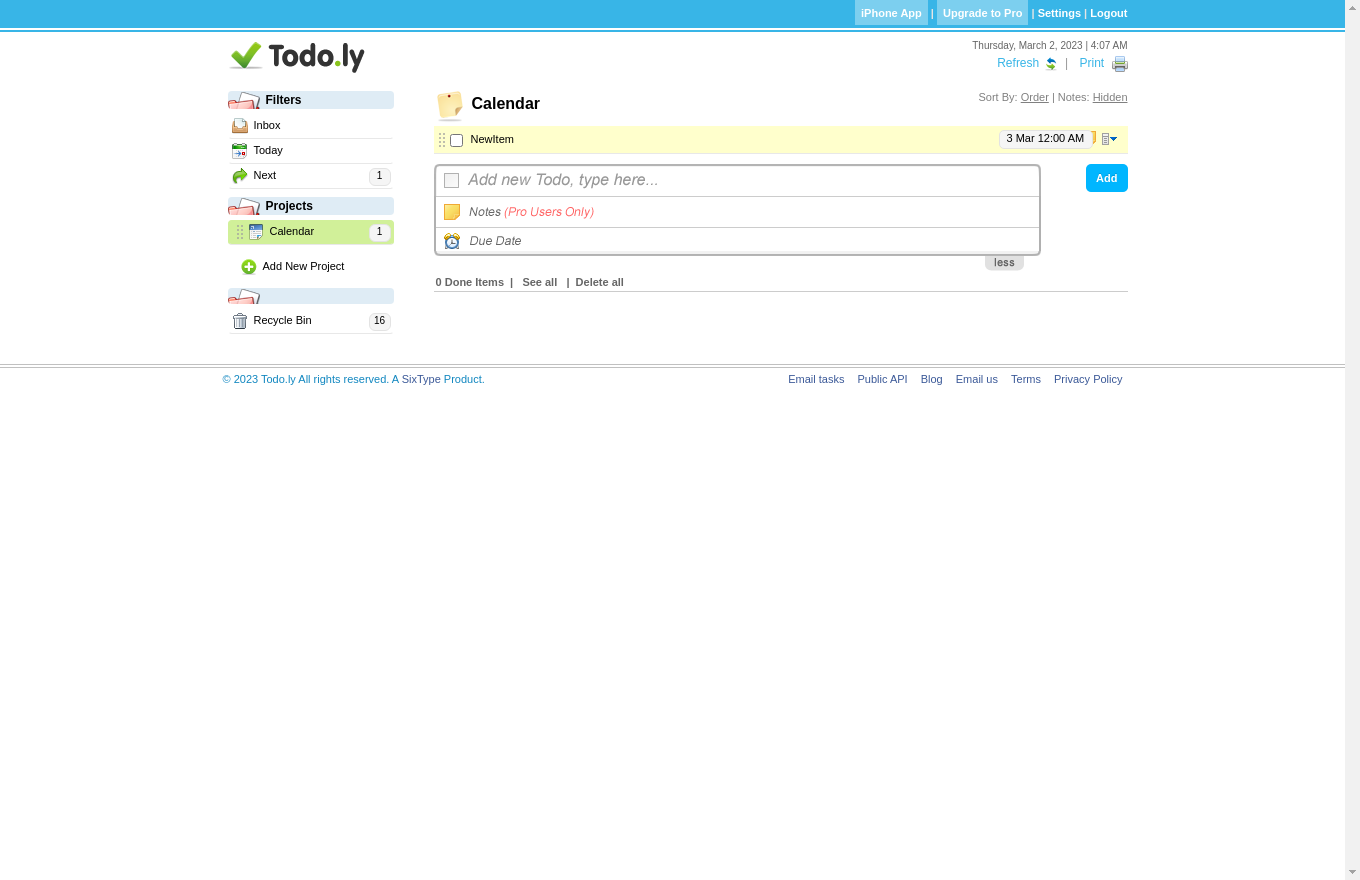 iPhone App | Upgrade to Pro | Settings | Logout
Todo.ly
Thursday, March 2, 2023 | 4:07 AM
Refresh | Print
Filters
Inbox
Today
Next 1
Projects
Calendar 1
Add New Project
Recycle Bin 16
Calendar
Sort By: Order | Notes: Hidden
NewItem 3 Mar 12:00 AM
Add new Todo, type here... Add
Notes (Pro Users Only)
Due Date
less
0 Done Items | See all | Delete all
© 2023 Todo.ly All rights reserved. A SixType Product. Email tasks Public API Blog Email us Terms Privacy Policy